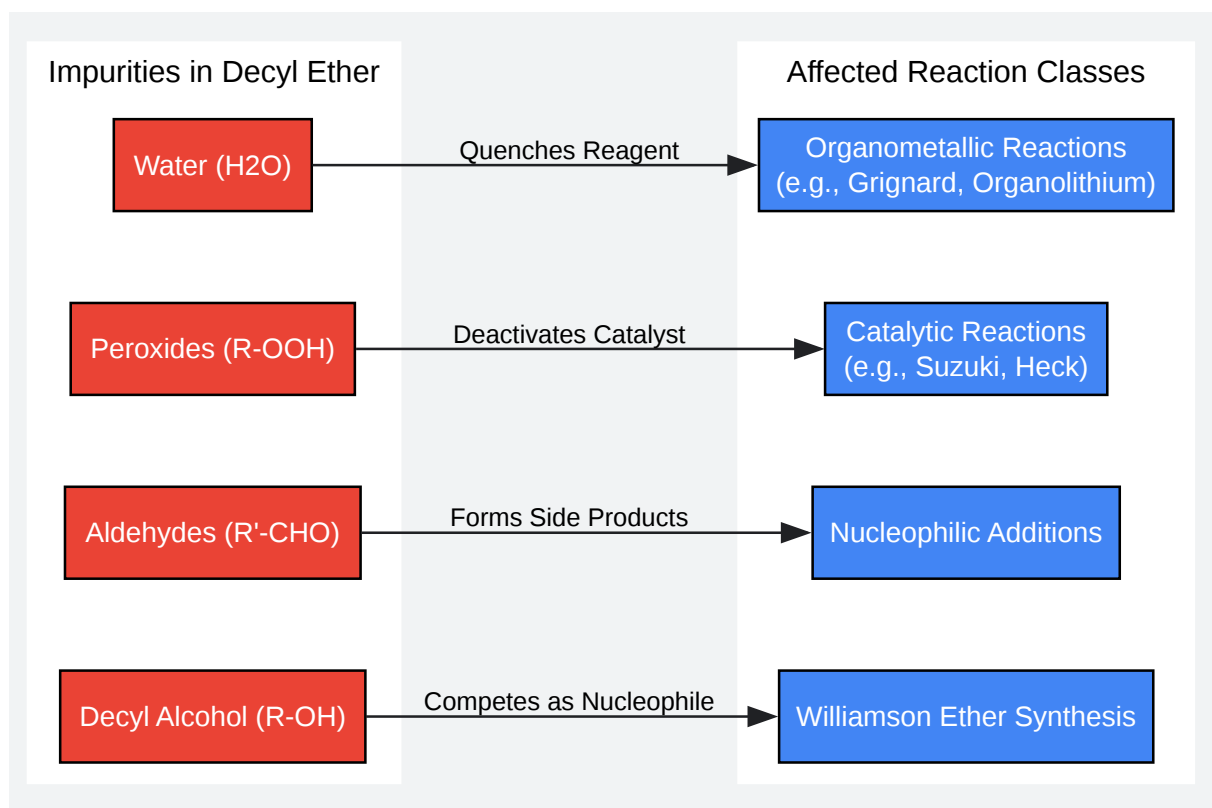 Impurities in Decyl Ether
Affected Reaction Classes
Water (H2O)
Quenches Reagent
Organometallic Reactions
(e.g., Grignard, Organolithium)
Peroxides (R-OOH)
Deactivates Catalyst
Catalytic Reactions
(e.g., Suzuki, Heck)
Aldehydes (R'-CHO)
Forms Side Products
Nucleophilic Additions
Decyl Alcohol (R-OH)
Competes as Nucleophile
Williamson Ether Synthesis